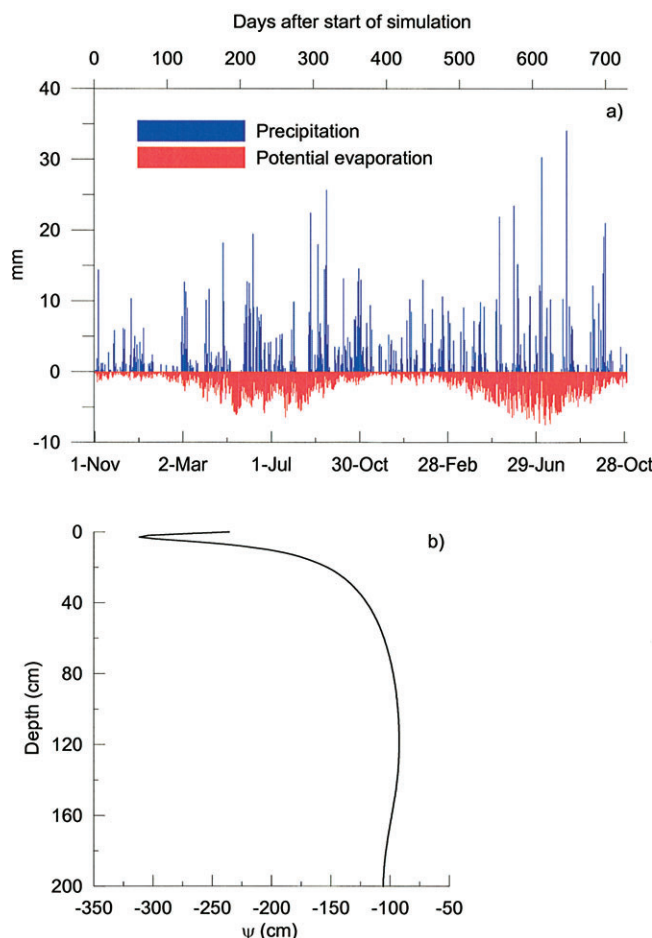 Days after start of simulation
0 100 200 300 400 500 600 700
40
a)
Precipitation
30
Potential evaporation
20
mm
10
0
-10
1-Nov 2-Mar 1-Jul 30-Oct 28-Feb 29-Jun 28-Oct
0
b)
40
80
Depth (cm)
120
160
200
-350 -300 -250 -200 -150 -100 -50
ψ (cm)